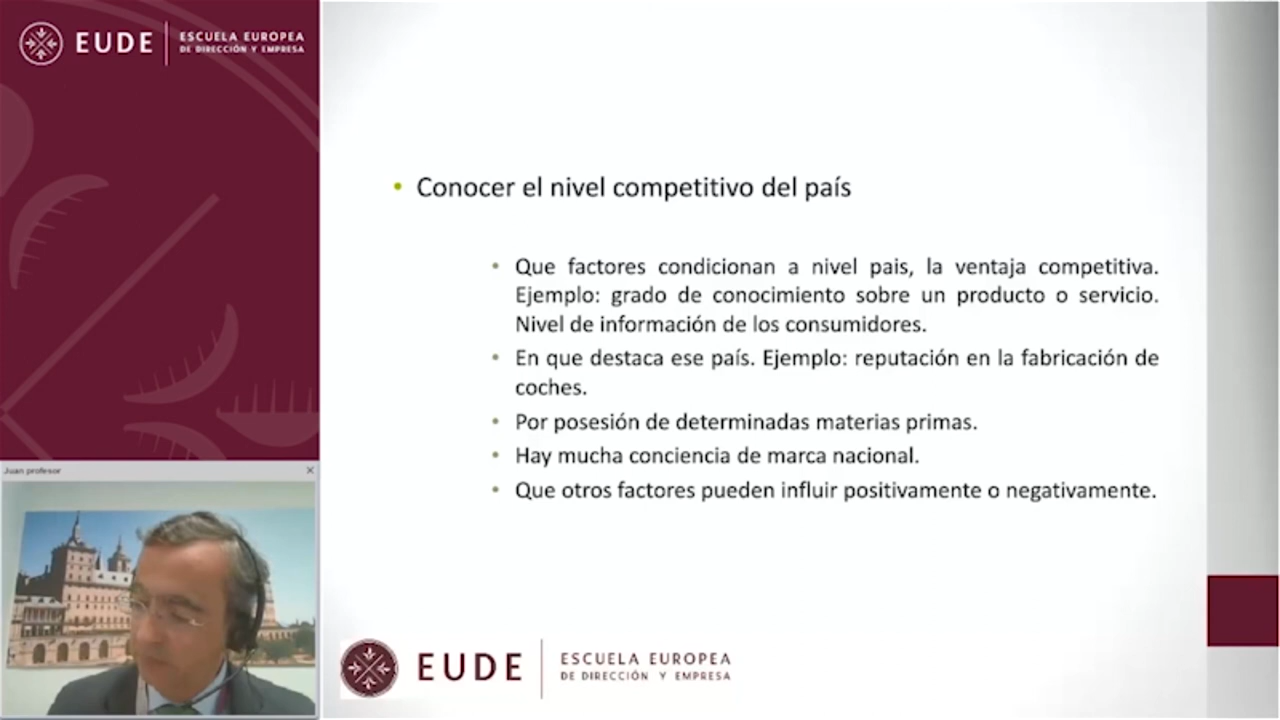 EUDE
ESCUELA EUROPEA
DE DIRECCIÓN Y EMPRESA
• Conocer el nivel competitivo del país
• Que factores condicionan a nivel pais, la ventaja competitiva.
Ejemplo: grado de conocimiento sobre un producto o servicio.
Nivel de información de los consumidores.
• En que destaca ese país. Ejemplo: reputación en la fabricación de
coches.
• Por posesión de determinadas materias primas.
• Hay mucha conciencia de marca nacional.
• Que otros factores pueden influir positivamente o negativamente.
Juan profesor
EUDE
ESCUELA EUROPEA
DE DIRECCIÓN Y EMPRESA